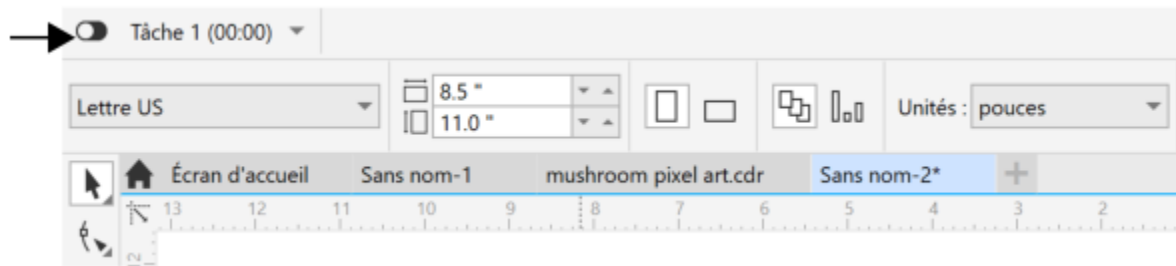 Tâche 1 (00:00)
Lettre US
8.5 "
11.0 "
Unités : pouces
Écran d'accueil Sans nom-1 mushroom pixel art.cdr Sans nom-2*
13 12 11 10 9 8 7 6 5 4 3 2
12